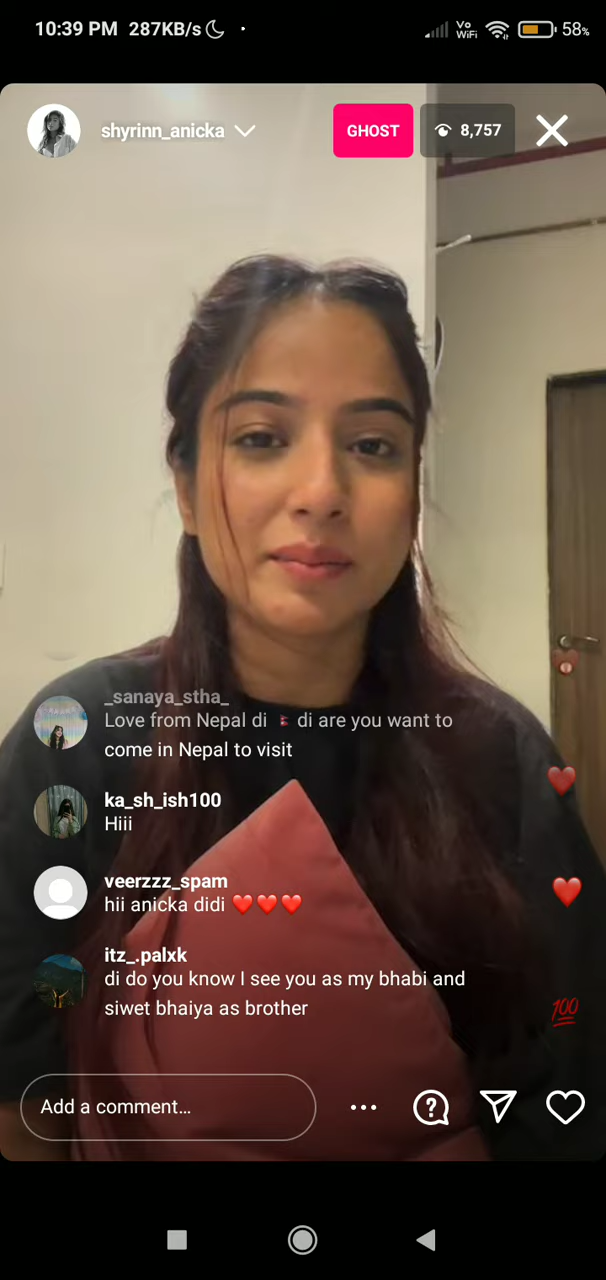 10:39 PM 287KB/s
Vo
WiFi
58%
shyrinn_anicka
GHOST
8,757
_sanaya_stha_
Love from Nepal di 🇳🇵 di are you want to
come in Nepal to visit
ka_sh_ish100
Hiii
veerzzz_spam
hii anicka didi ❤️❤️❤️
itz_.palxk
di do you know I see you as my bhabi and
siwet bhaiya as brother
💯
Add a comment…